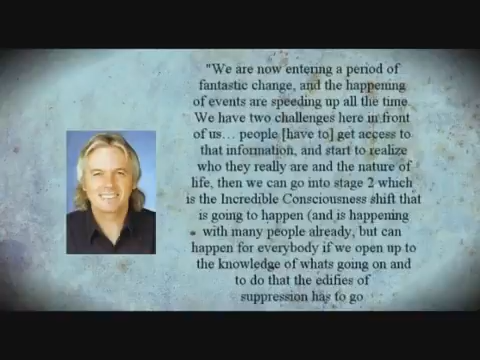 "We are now entering a period of
fantastic change, and the happening
of events are speeding up all the time.
We have two challenges here in front
of us... people [have to] get access to
that information, and start to realize
who they really are and the nature of
life, then we can go into stage 2 which
is the Incredible Consciousness shift that
is going to happen (and is happening
with many people already, but can
happen for everybody if we open up to
the knowledge of whats going on and
to do that the edifies of
suppression has to go